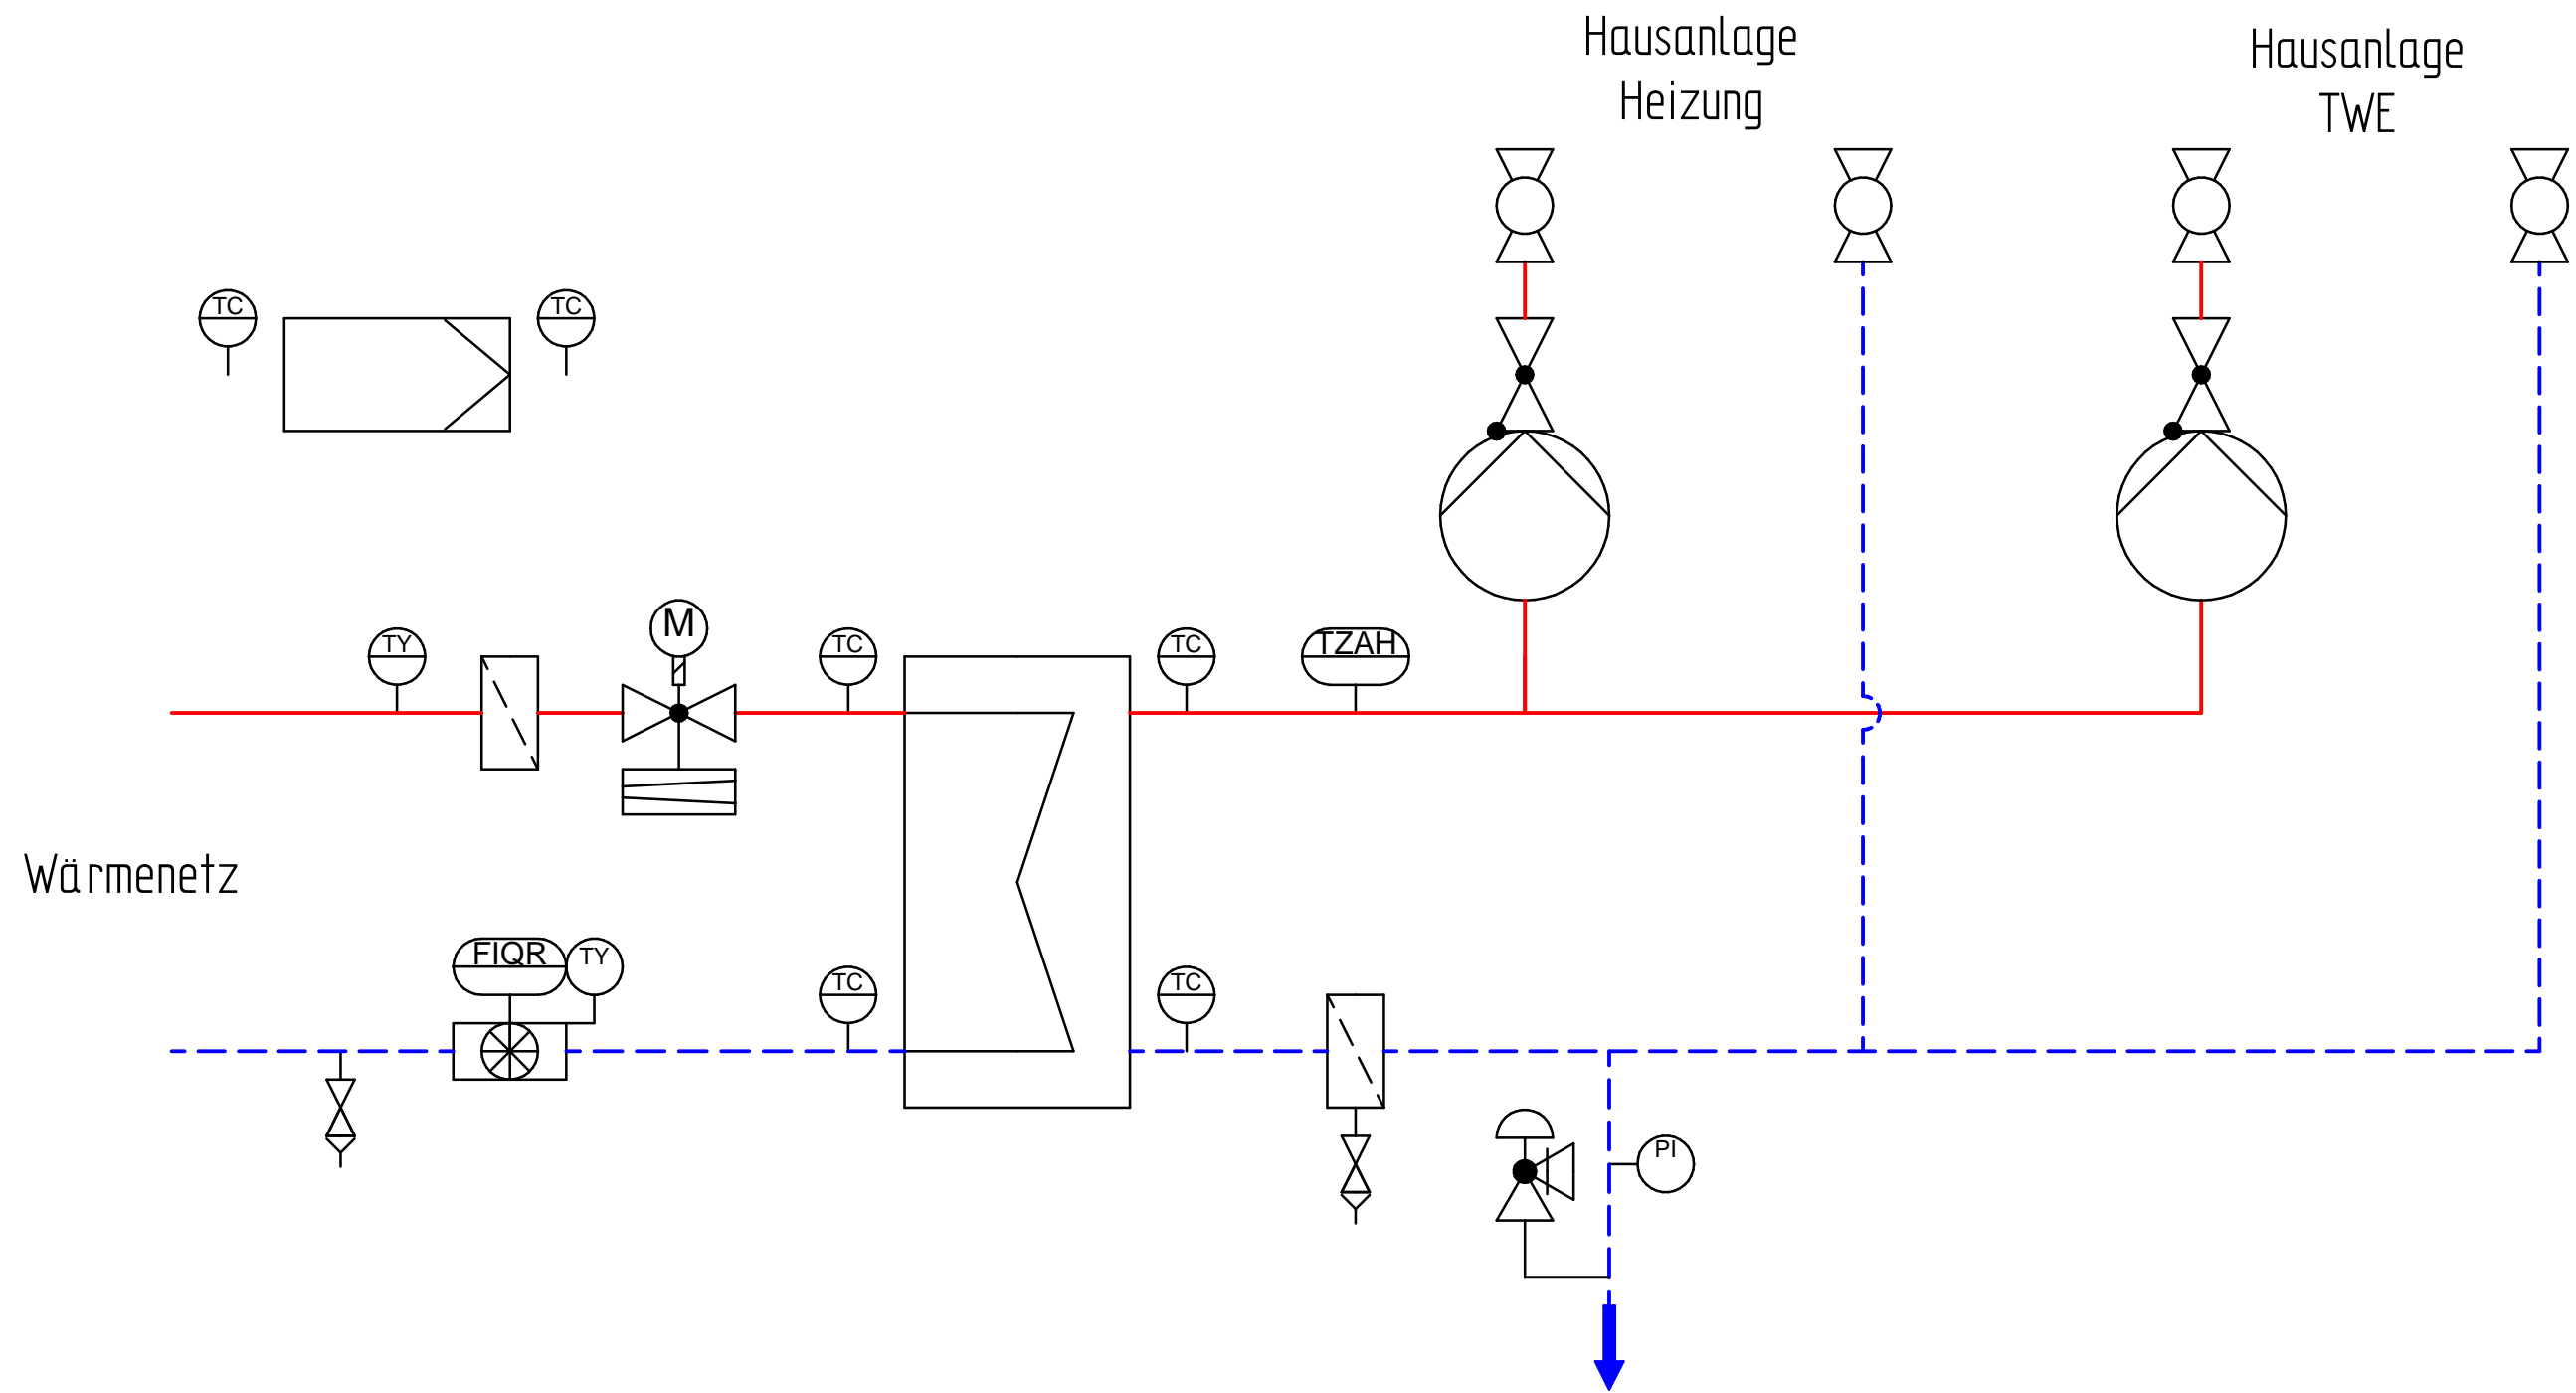 Hausanlage
Heizung
Hausanlage
TWE
TC
TC
TY
M
TC
TC
TZAH
Wärmenetz
FIQR
TY
TC
TC
PI